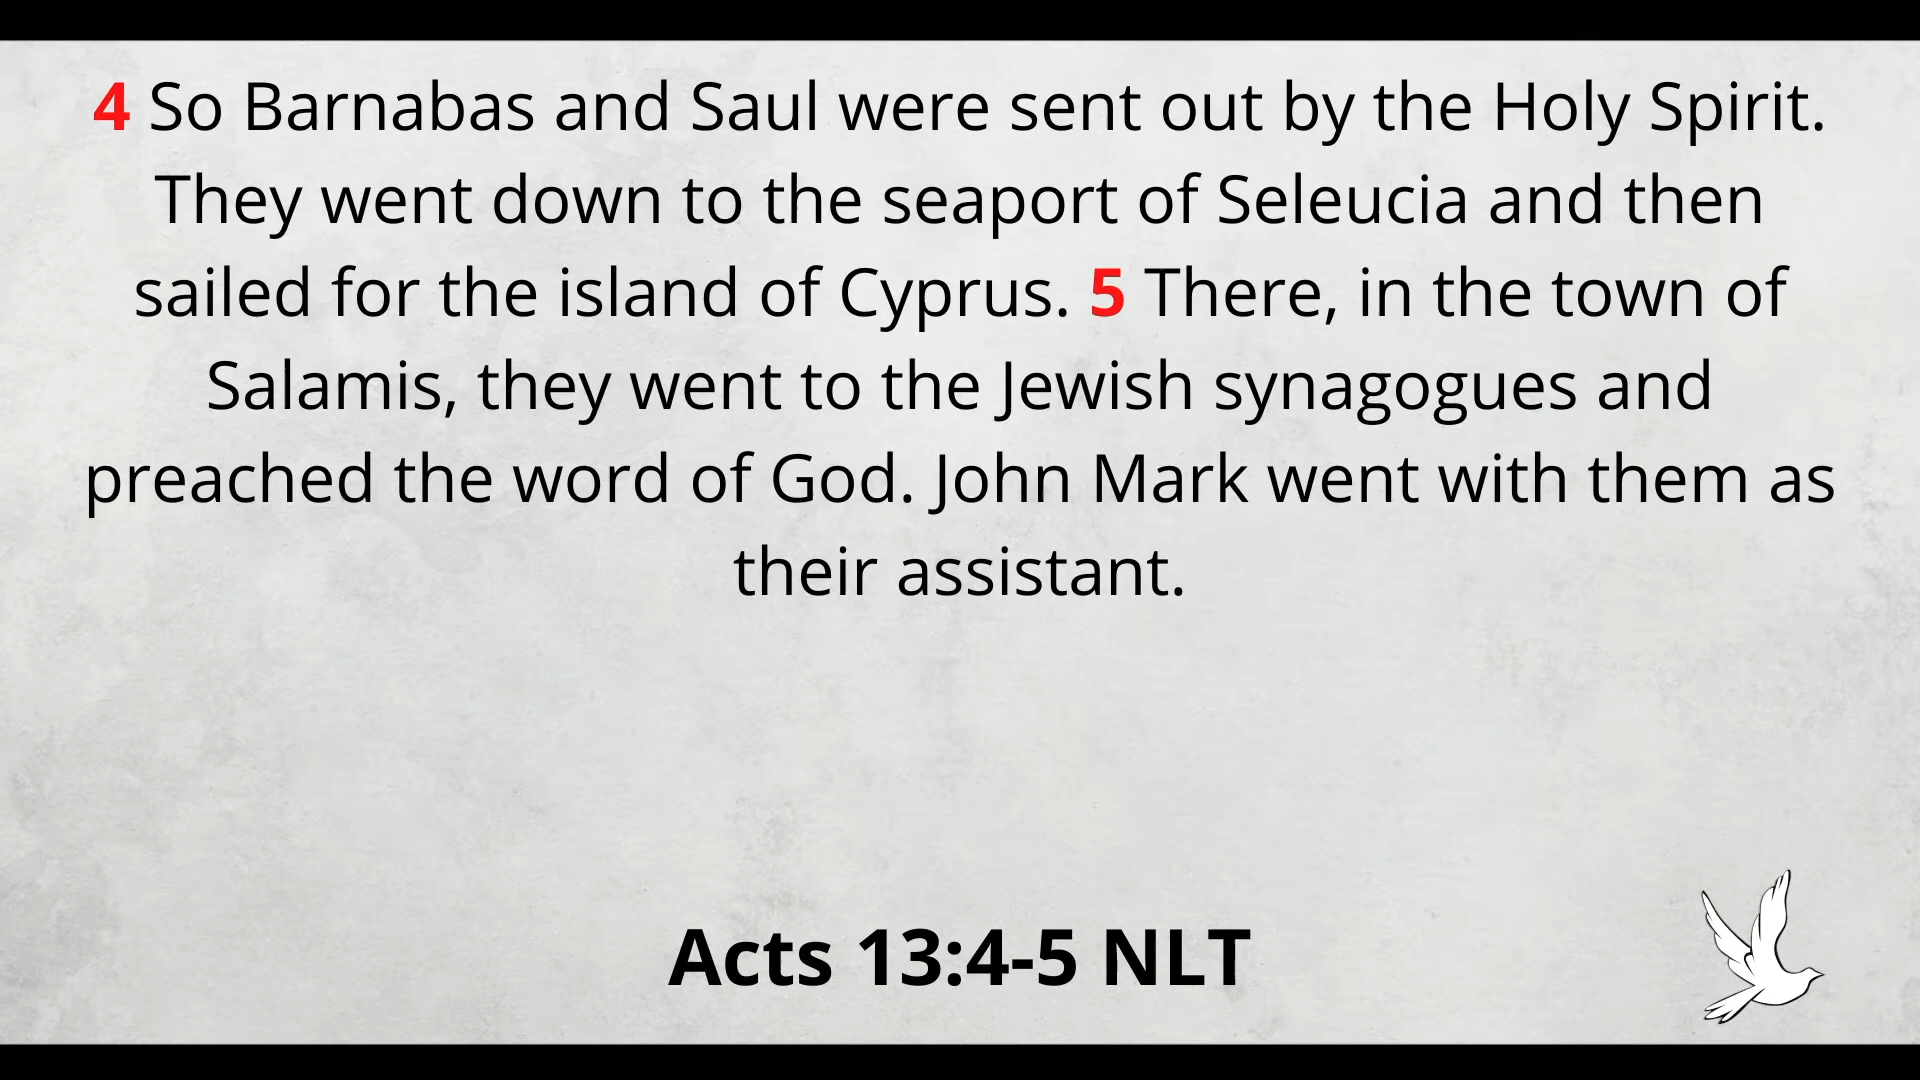 4 So Barnabas and Saul were sent out by the Holy Spirit.
They went down to the seaport of Seleucia and then
sailed for the island of Cyprus. 5 There, in the town of
Salamis, they went to the Jewish synagogues and
preached the word of God. John Mark went with them as
their assistant.
Acts 13:4-5 NLT